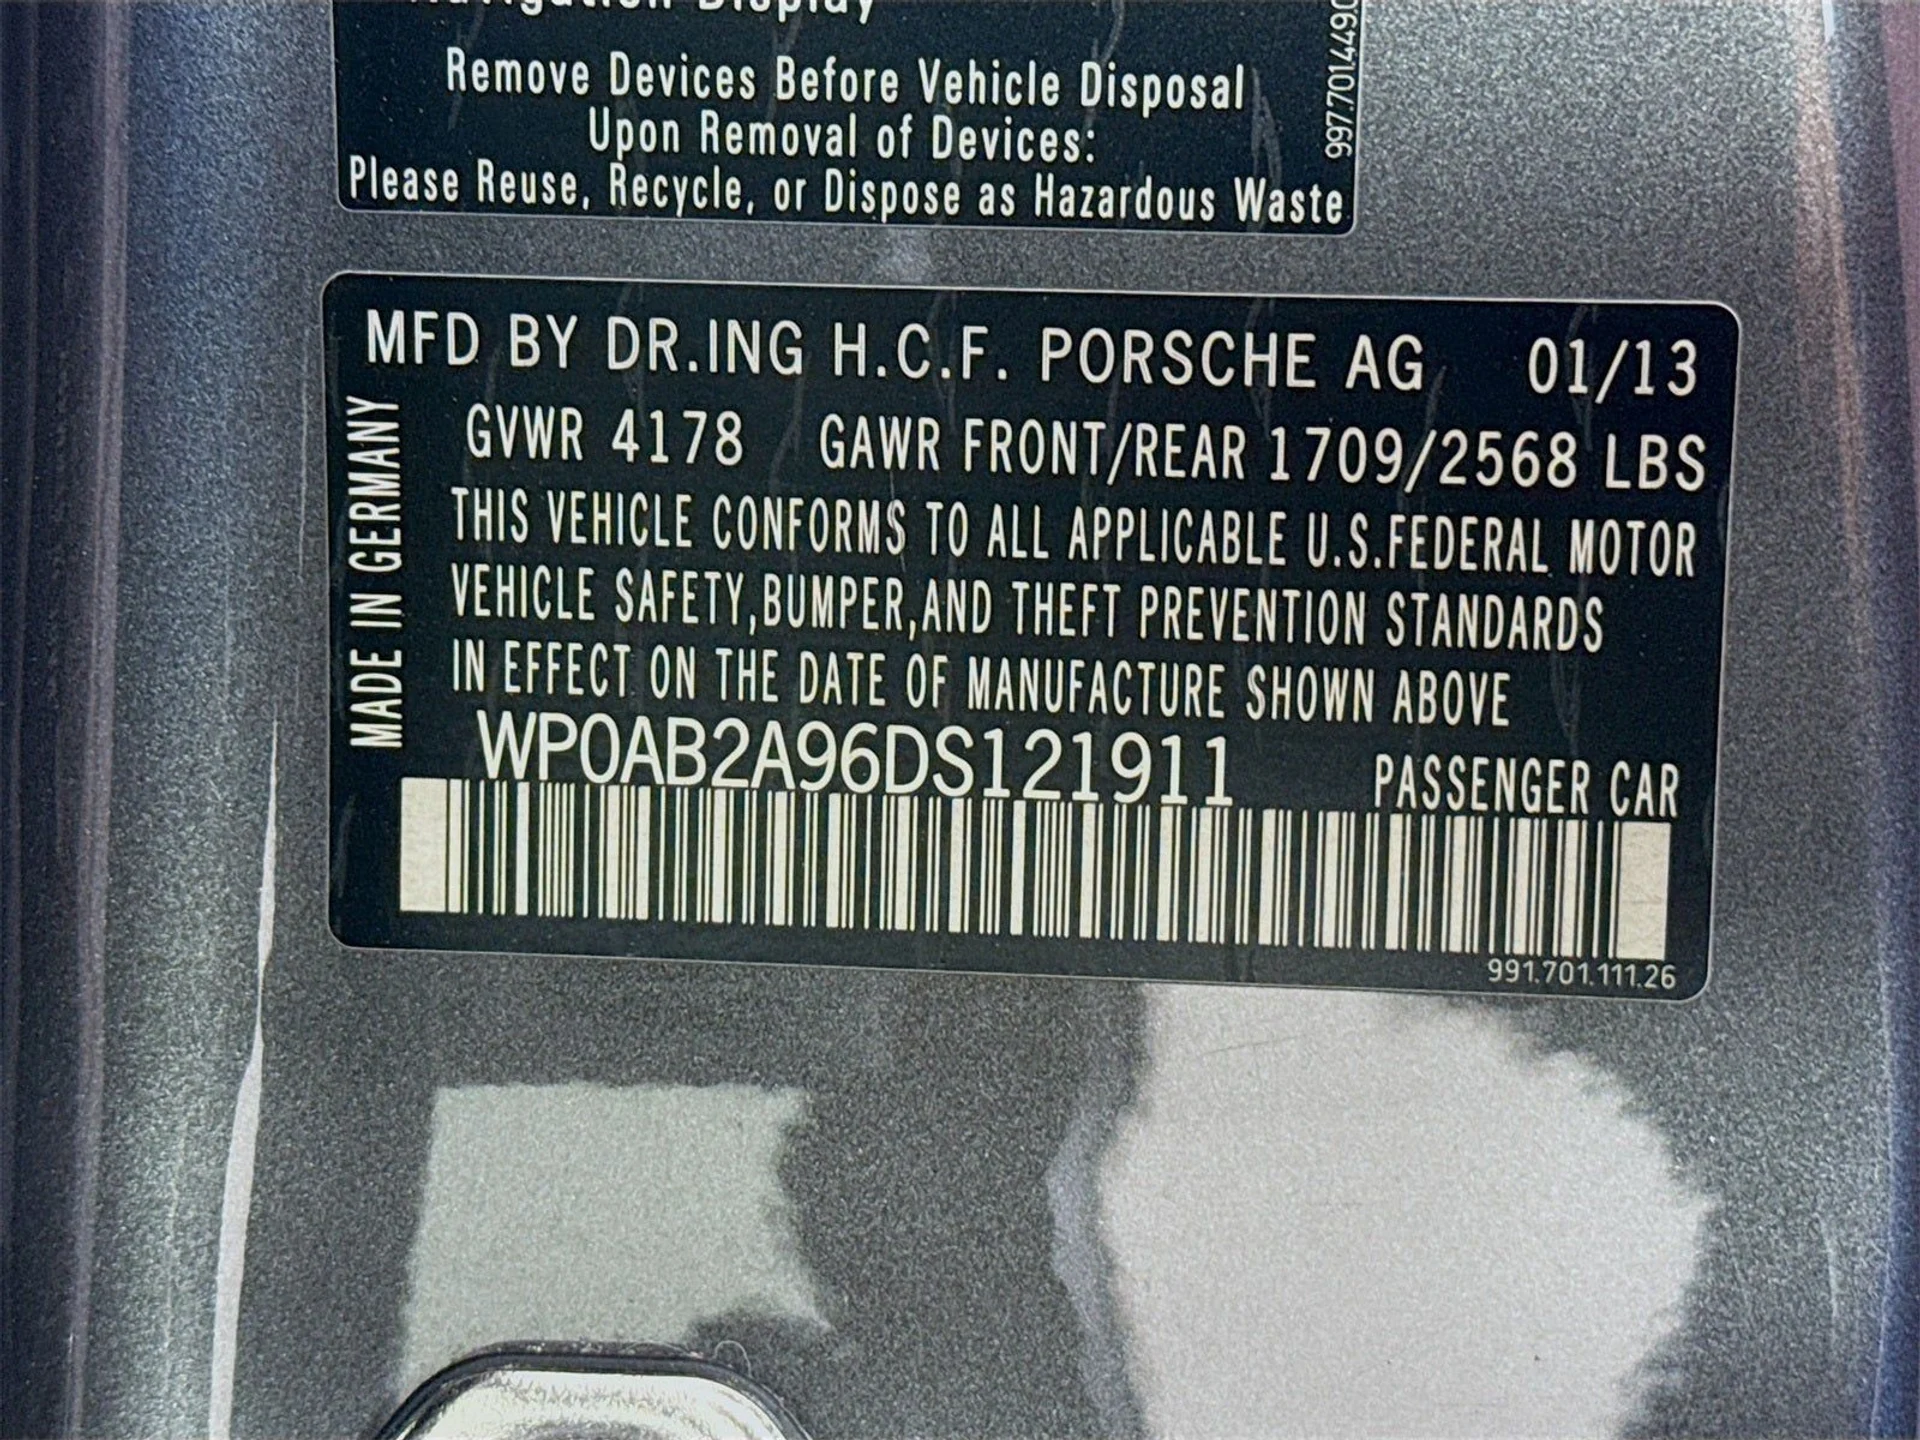 Navigation Display
Remove Devices Before Vehicle Disposal
Upon Removal of Devices:
Please Reuse, Recycle, or Dispose as Hazardous Waste
MFD BY DR.ING H.C.F. PORSCHE AG 01/13
GVWR 4178 GAWR FRONT/REAR 1709/2568 LBS
THIS VEHICLE CONFORMS TO ALL APPLICABLE U.S.FEDERAL MOTOR
VEHICLE SAFETY,BUMPER,AND THEFT PREVENTION STANDARDS
IN EFFECT ON THE DATE OF MANUFACTURE SHOWN ABOVE
MADE IN GERMANY
WP0AB2A96DS121911 PASSENGER CAR
991.701.111.26